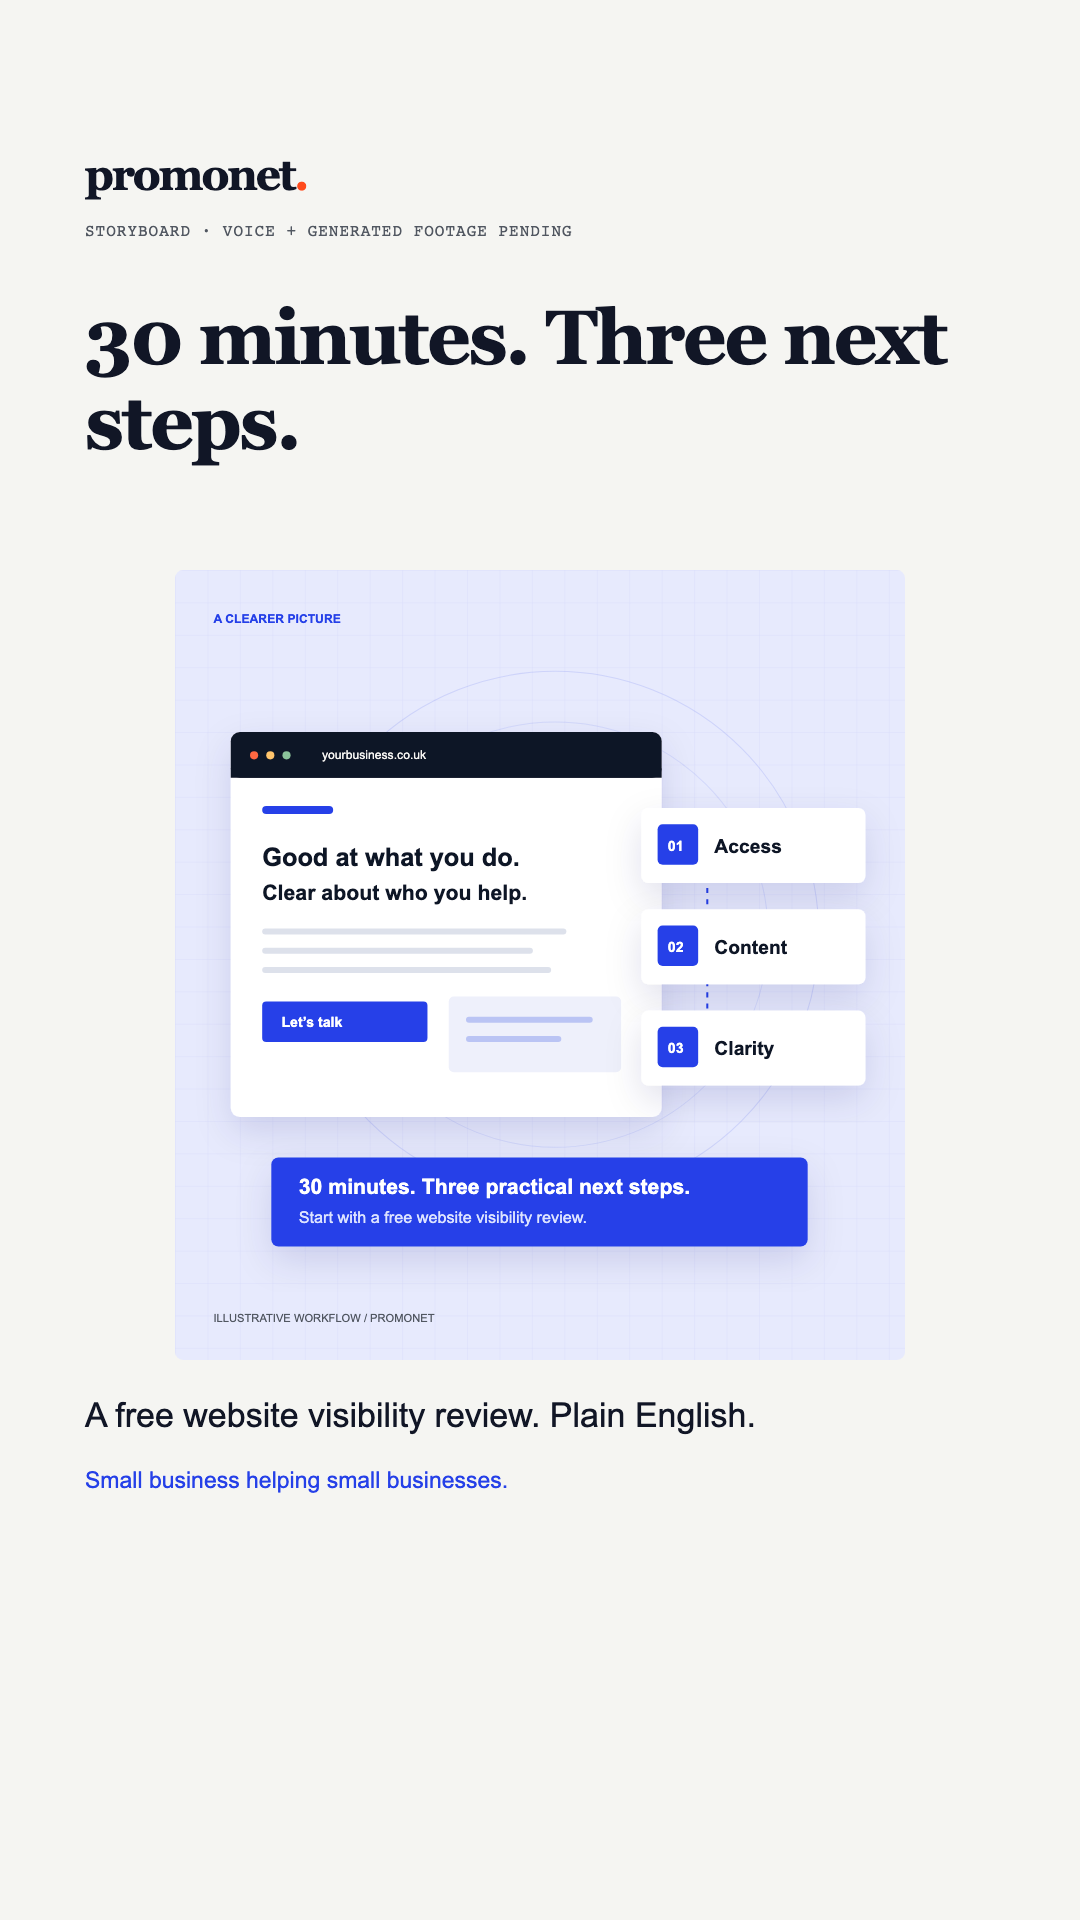 promonet.
STORYBOARD · VOICE + GENERATED FOOTAGE PENDING
30 minutes. Three next
steps.
A CLEARER PICTURE
yourbusiness.co.uk
Good at what you do.
Clear about who you help.
Let's talk
01 Access
02 Content
03 Clarity
30 minutes. Three practical next steps.
Start with a free website visibility review.
ILLUSTRATIVE WORKFLOW / PROMONET
A free website visibility review. Plain English.
Small business helping small businesses.